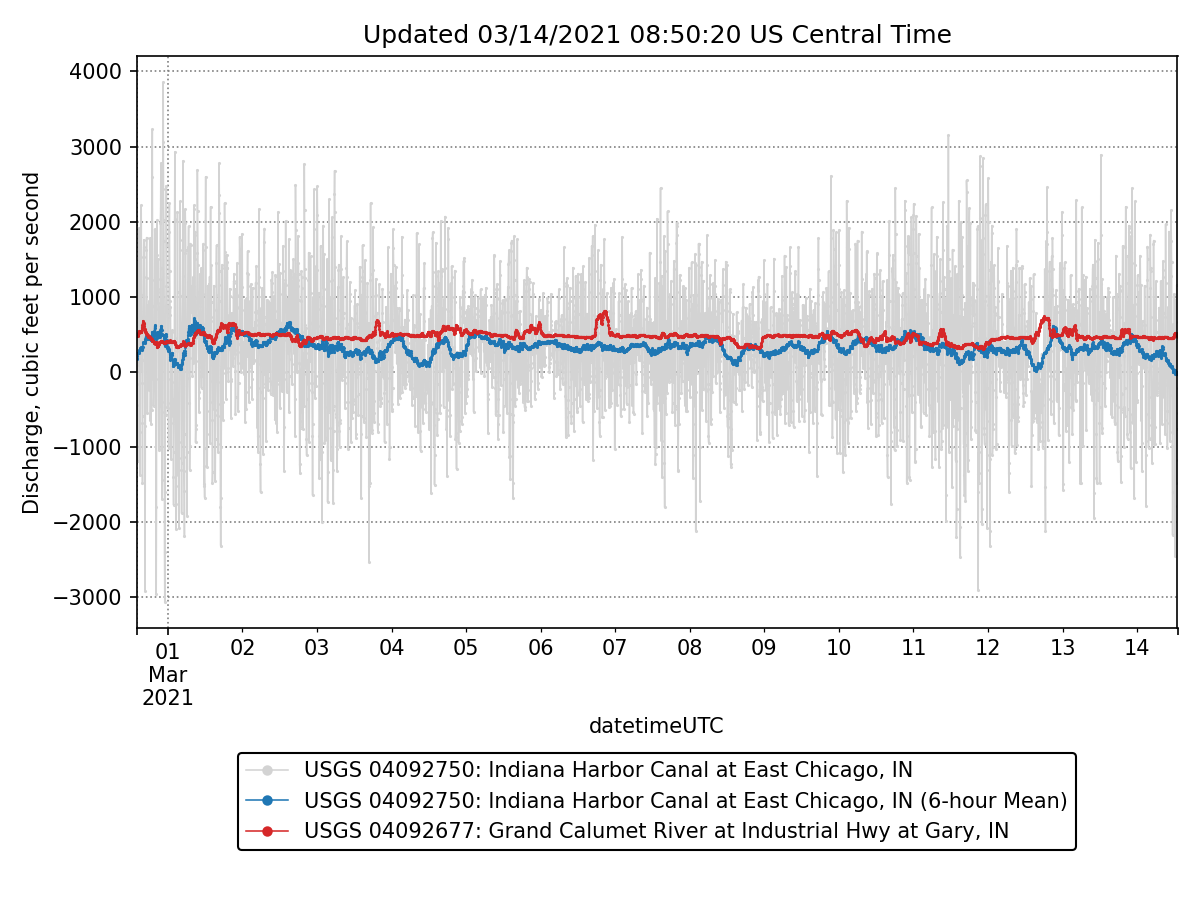 Updated 03/14/2021 08:50:20 US Central Time
Discharge, cubic feet per second
4000
3000
2000
1000
0
−1000
−2000
−3000
01 02 03 04 05 06 07 08 09 10 11 12 13 14
Mar
2021
datetimeUTC
USGS 04092750: Indiana Harbor Canal at East Chicago, IN
USGS 04092750: Indiana Harbor Canal at East Chicago, IN (6-hour Mean)
USGS 04092677: Grand Calumet River at Industrial Hwy at Gary, IN